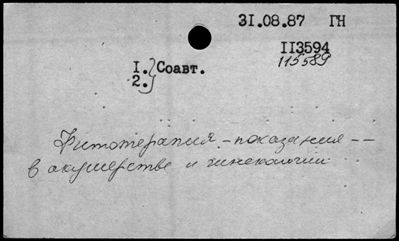 31.08.87 ГН
113594
115589
1. } Соавт.
2.
Фитотерапия - показания --
в акушерстве и гинекологии